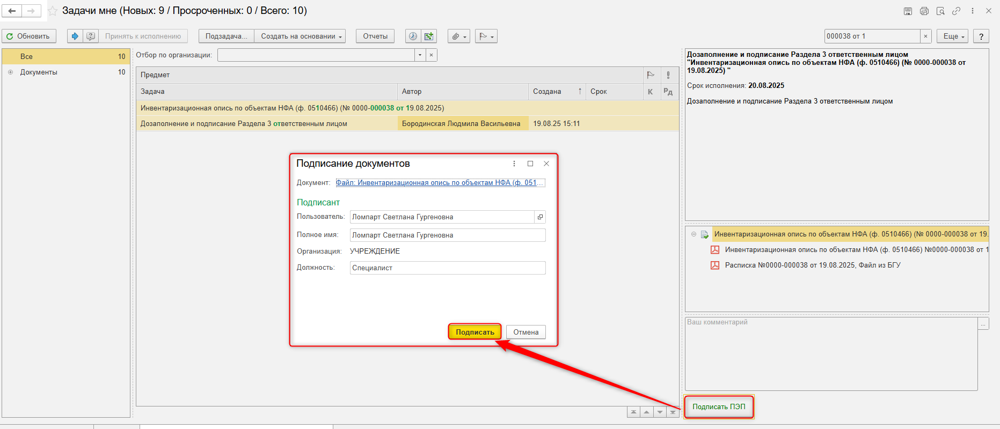 Задачи мне (Новых: 9 / Просроченных: 0 / Всего: 10)
Обновить
Принять к исполнению
Подзадача...
Создать на основании
Отчеты
000038 от 1
×
Еще
?
Все 10
Документы 10
Отбор по организации:
Предмет
Задача Автор Создана ↑ Срок К Рд
Инвентаризационная опись по объектам НФА (ф. 0510466) (№ 0000-000038 от 19.08.2025)
Дозаполнение и подписание Раздела 3 ответственным лицом Бородинская Людмила Васильевна 19.08.25 15:11
Подписание документов
Документ: Файл: Инвентаризационная опись по объектам НФА (ф. 051...
Подписант
Пользователь: Ломпарт Светлана Гургеновна
Полное имя: Ломпарт Светлана Гургеновна
Организация: УЧРЕЖДЕНИЕ
Должность: Специалист
Подписать
Отмена
Дозаполнение и подписание Раздела 3 ответственным лицом
"Инвентаризационная опись по объектам НФА (ф. 0510466) (№ 0000-000038 от
19.08.2025) "
Срок исполнения: 20.08.2025
Дозаполнение и подписание Раздела 3 ответственным лицом
Инвентаризационная опись по объектам НФА (ф. 0510466) (№ 0000-000038 от 19.
Инвентаризационная опись по объектам НФА (ф. 0510466) №0000-000038 от 1
Расписка №0000-000038 от 19.08.2025, Файл из БГУ
Ваш комментарий
...
Подписать ПЭП